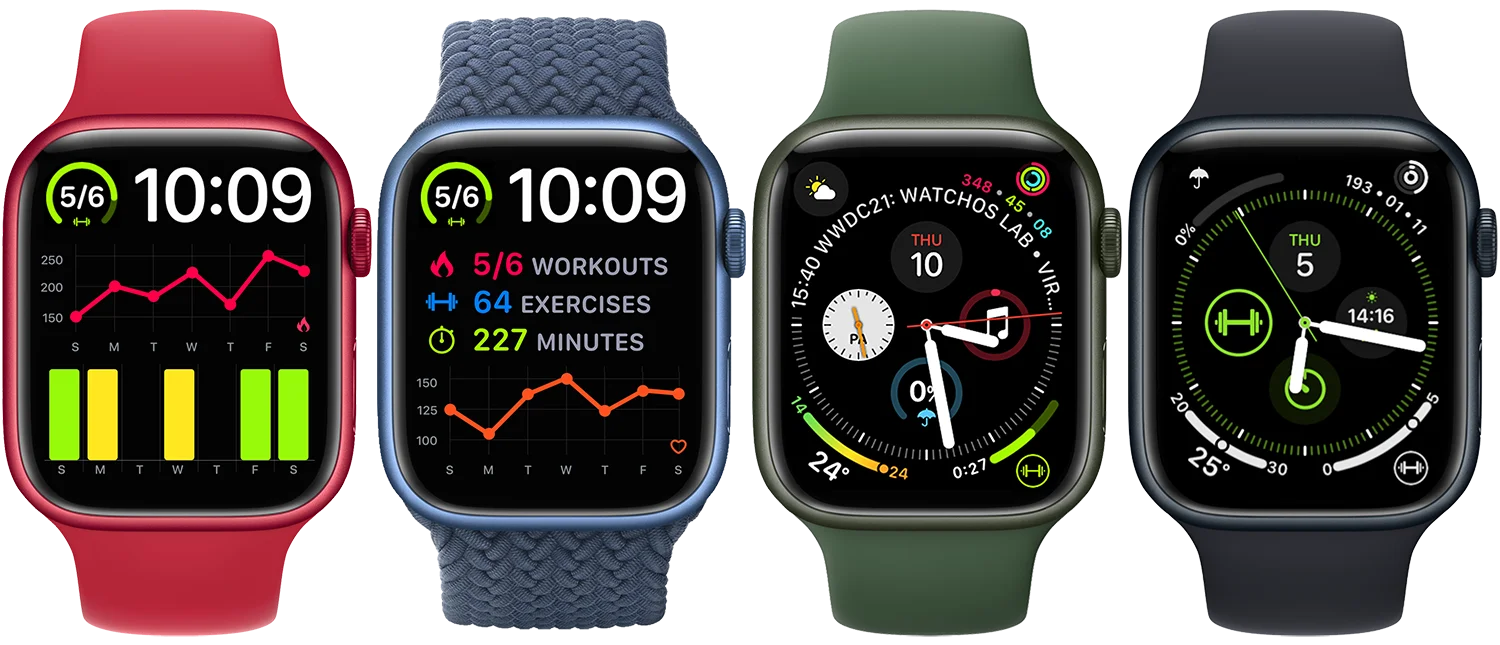 5/6
10:09
250
200
150
S M T W T F S
S M T W T F S
5/6
10:09
5/6 WORKOUTS
64 EXERCISES
227 MINUTES
150
125
100
S M T W T F S
348 • 45 • 08
15:40 WWDC21: WATCHOS LAB • VIR...
THU
10
0%
14
24°
24
0:27
0%
193 • 01 • 11
THU
5
14:16
20
25°
30
0
5